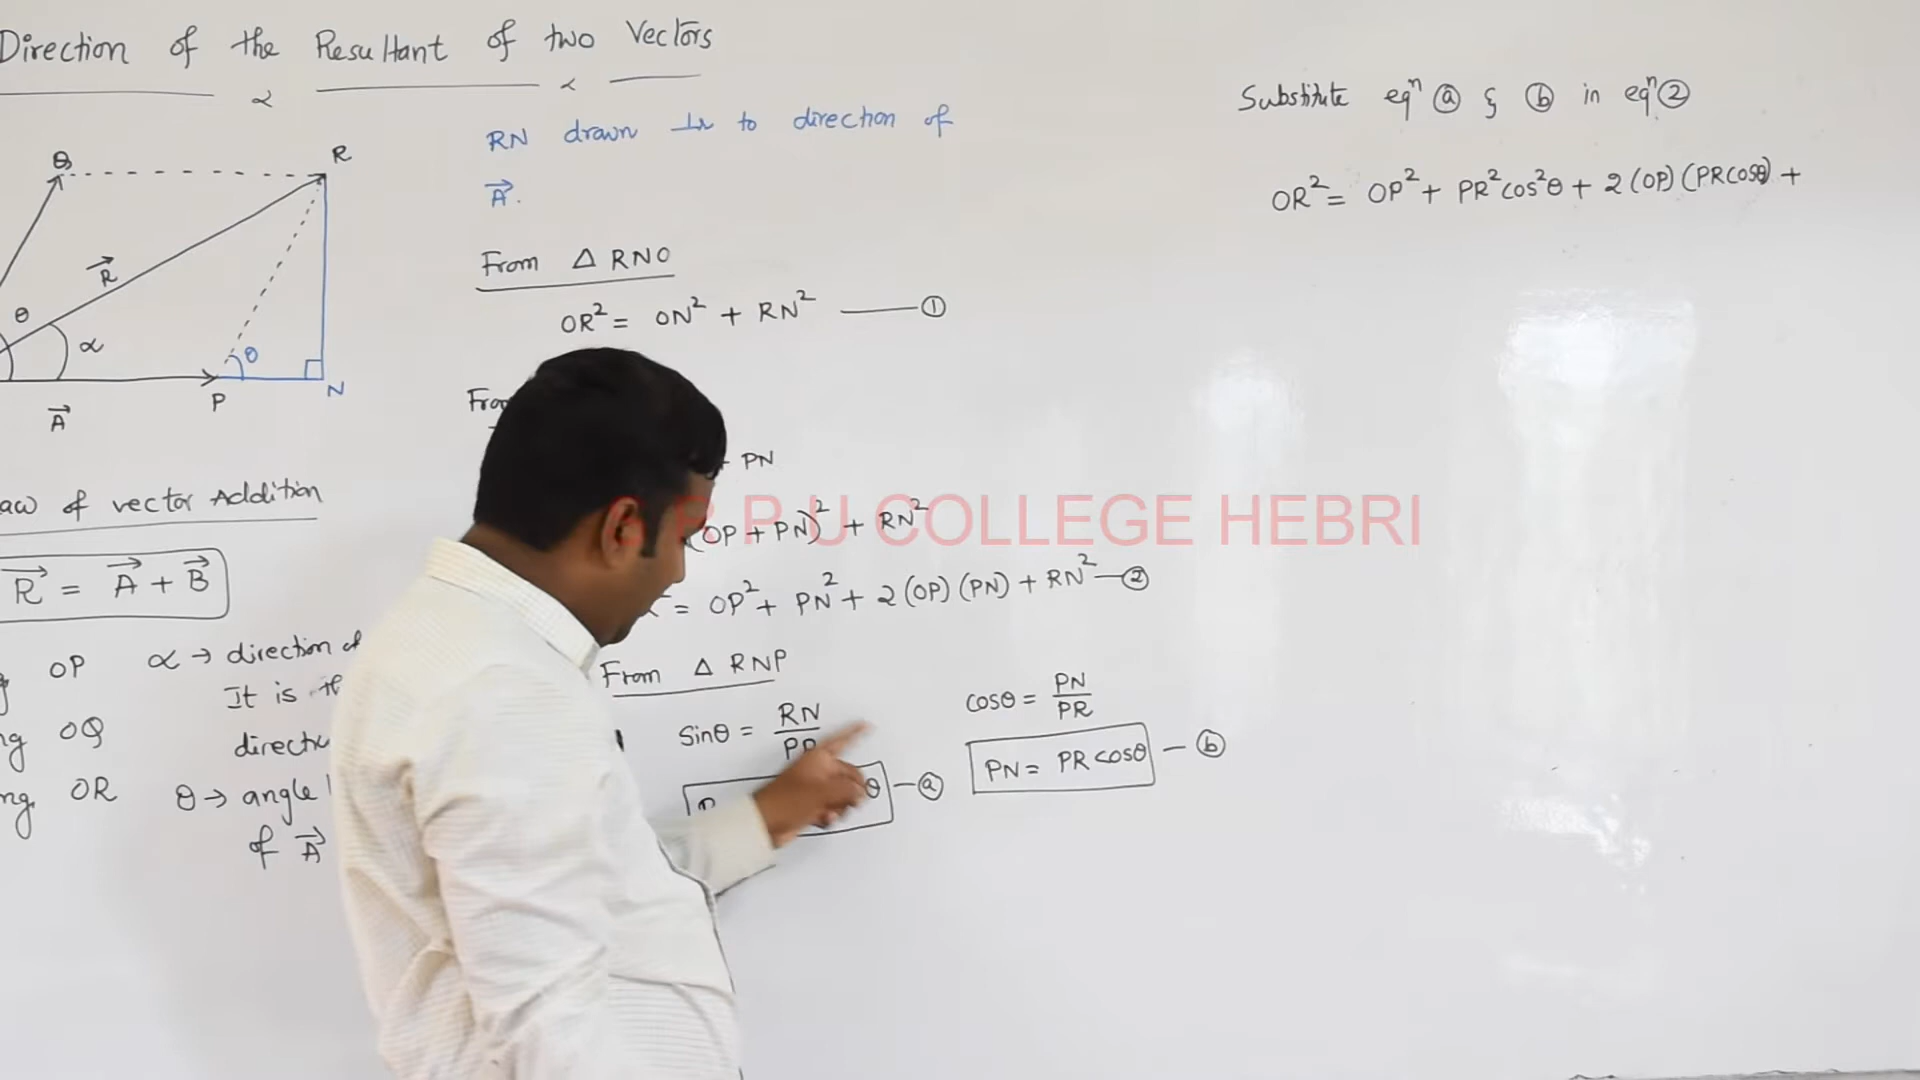 Direction of the Resultant of two Vectors
∝ ∝
Q
R
R⃗
θ
α
θ
P
N
A⃗
RN drawn ⊥r to direction of
A⃗.
From △ RNO
OR² = ON² + RN² —— ①
+ PN
(OP + PN)² + RN²
= OP² + PN² + 2(OP)(PN) + RN² — ②
From △ RNP
Sinθ = RN/PR
θ — ⓐ
cosθ = PN/PR
PN = PR cosθ — ⓑ
of vector Addition
R⃗ = A⃗ + B⃗
OP
OQ
OR
α → direction of
It is
θ → angle
of A⃗
Substitute eqⁿ ⓐ & ⓑ in eqⁿ ②
OR² = OP² + PR²cos²θ + 2(OP)(PRcosθ) +
P U COLLEGE HEBRI